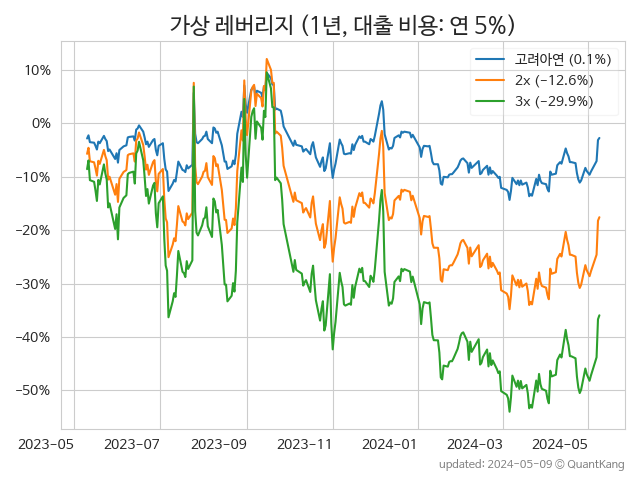 가상 레버리지 (1년, 대출 비용: 연 5%)
고려아연 (0.1%)
2x (−12.6%)
3x (−29.9%)
10%
0%
−10%
−20%
−30%
−40%
−50%
2023-05 2023-07 2023-09 2023-11 2024-01 2024-03 2024-05
updated: 2024-05-09 © QuantKang